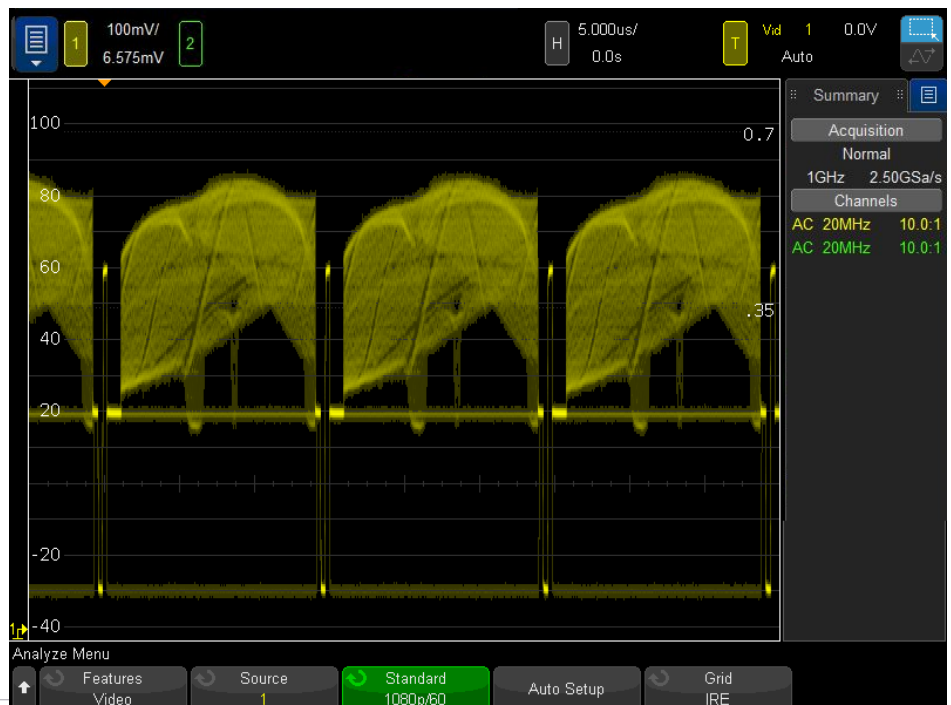 1 100mV/ 2 H 5.000us/ T Vid 1 0.0V
6.575mV 0.0s Auto
Summary
Acquisition
Normal
1GHz 2.50GSa/s
Channels
AC 20MHz 10.0:1
AC 20MHz 10.0:1
100
0.7
80
60
.35
40
20
-20
-40
1
Analyze Menu
Features Source Standard Auto Setup Grid
Video 1 1080p/60 IRE